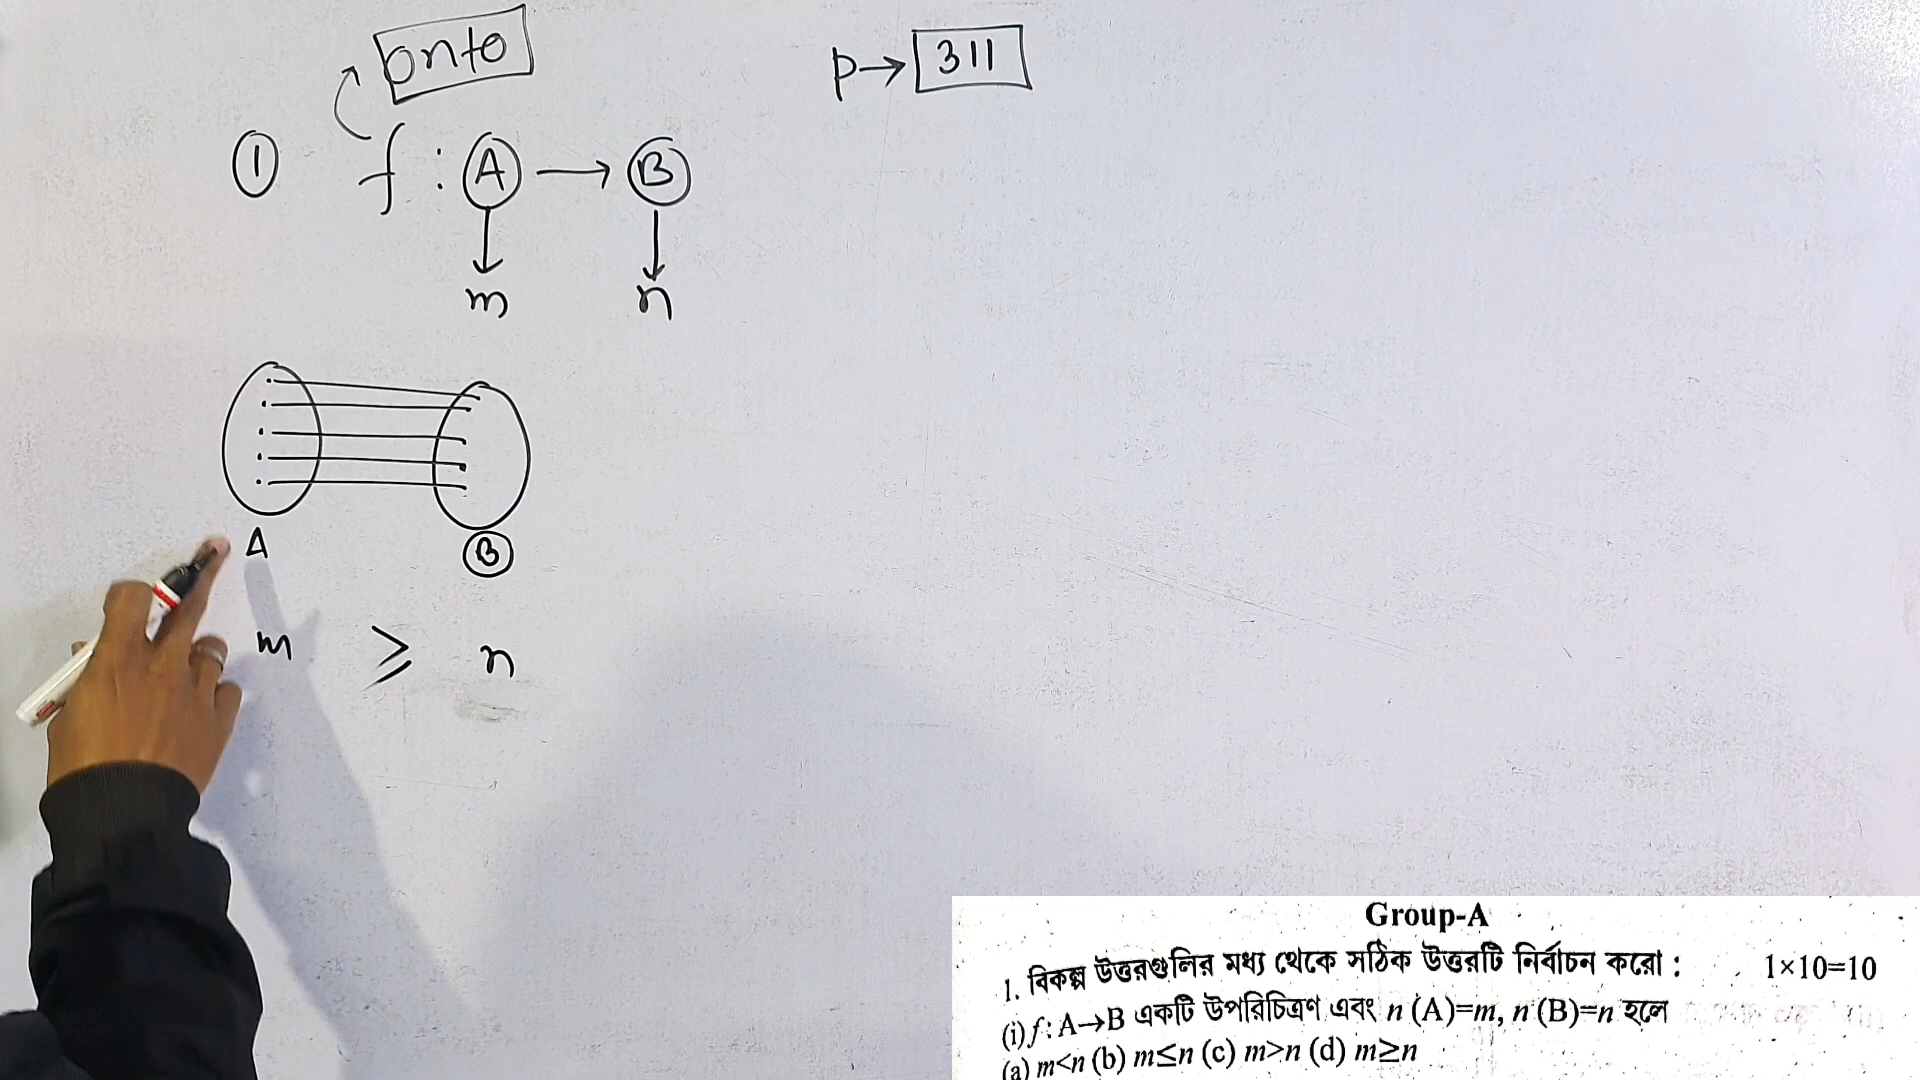 onto
p→ 311
① f : A → B
m n
A B
m ≥ n
Group-A
1. বিকল্প উত্তরগুলির মধ্য থেকে সঠিক উত্তরটি নির্বাচন করো : 1×10=10
(i) f : A→B একটি উপরিচিত্রণ এবং n (A)=m, n (B)=n হলে
(a) m<n (b) m≤n (c) m>n (d) m≥n